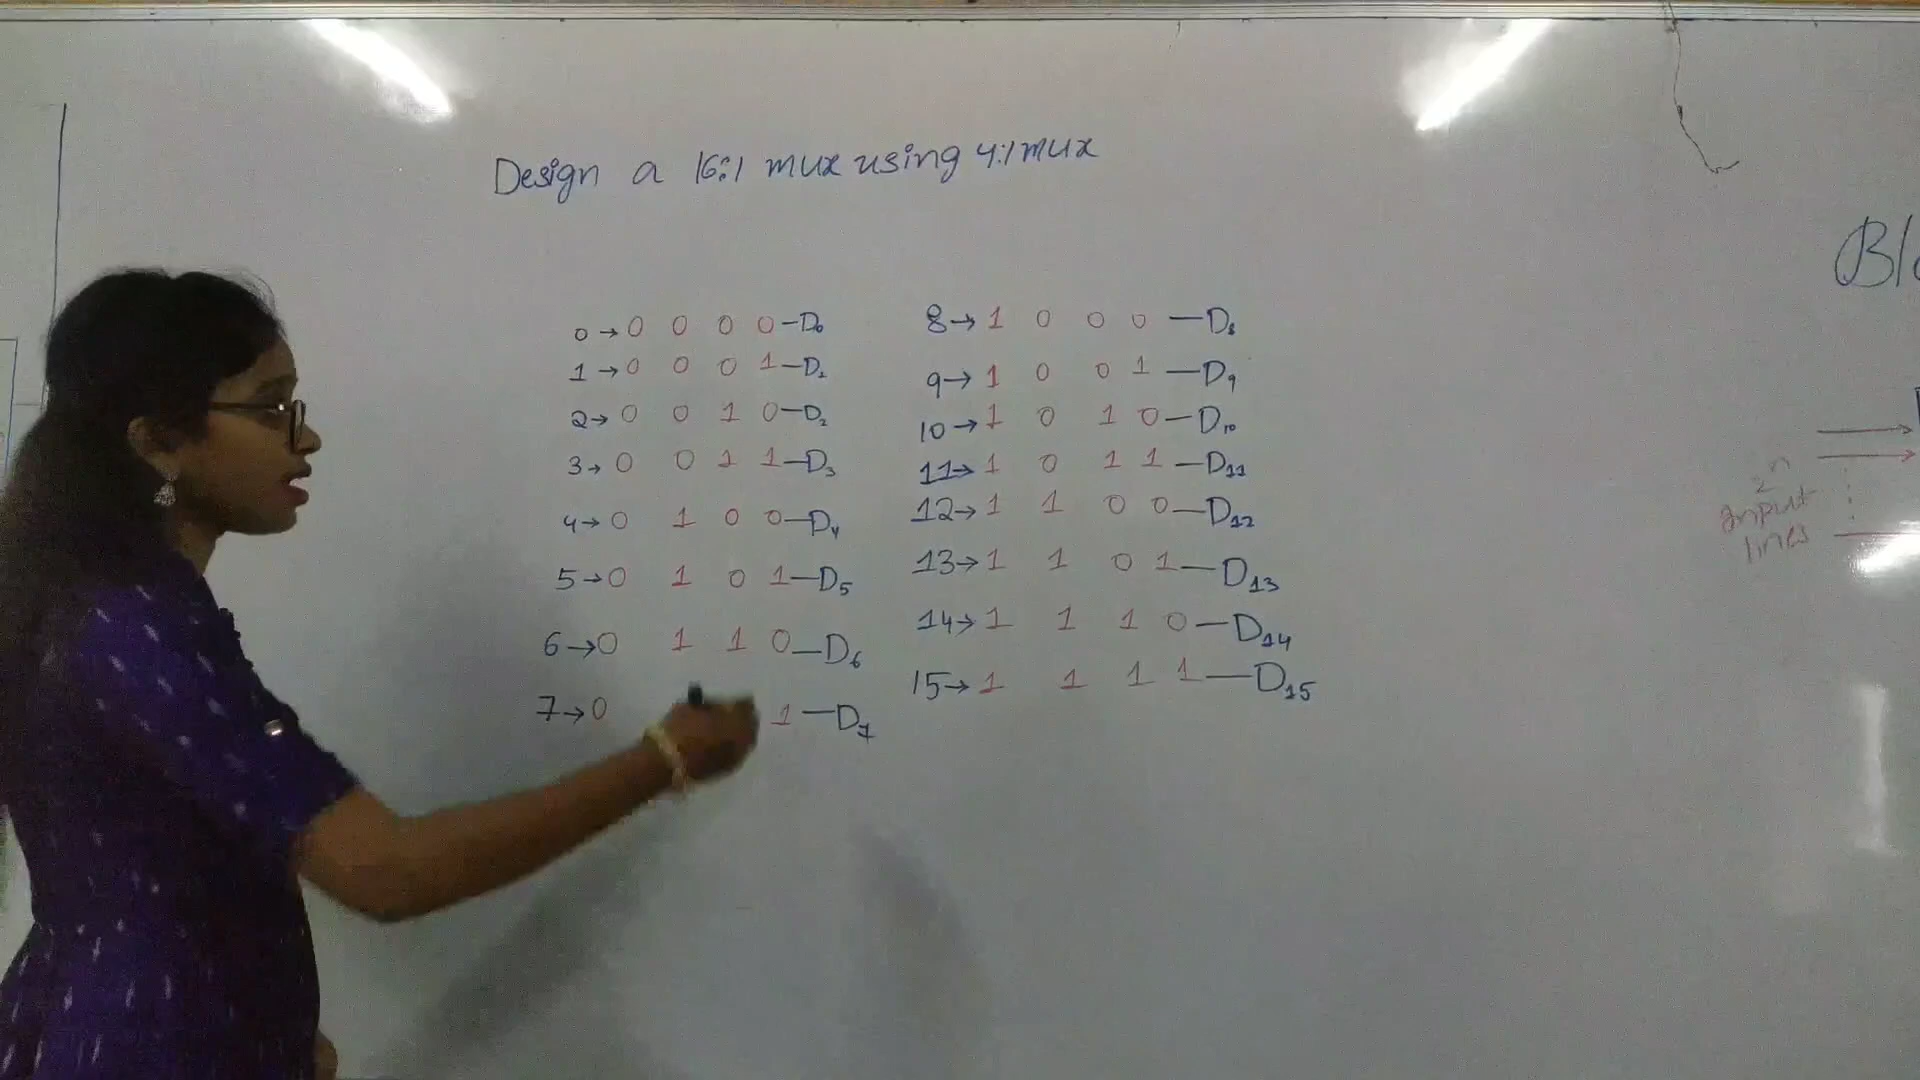 Design a 16:1 mux using 4:1 mux
0→0 0 0 0—D0
1→0 0 0 1—D1
2→0 0 1 0—D2
3→0 0 1 1—D3
4→0 1 0 0—D4
5→0 1 0 1—D5
6→0 1 1 0—D6
7→0 1—D7
8→1 0 0 0—D8
9→1 0 0 1—D9
10→1 0 1 0—D10
11→1 0 1 1—D11
12→1 1 0 0—D12
13→1 1 0 1—D13
14→1 1 1 0—D14
15→1 1 1 1—D15
2^n
Input
lines